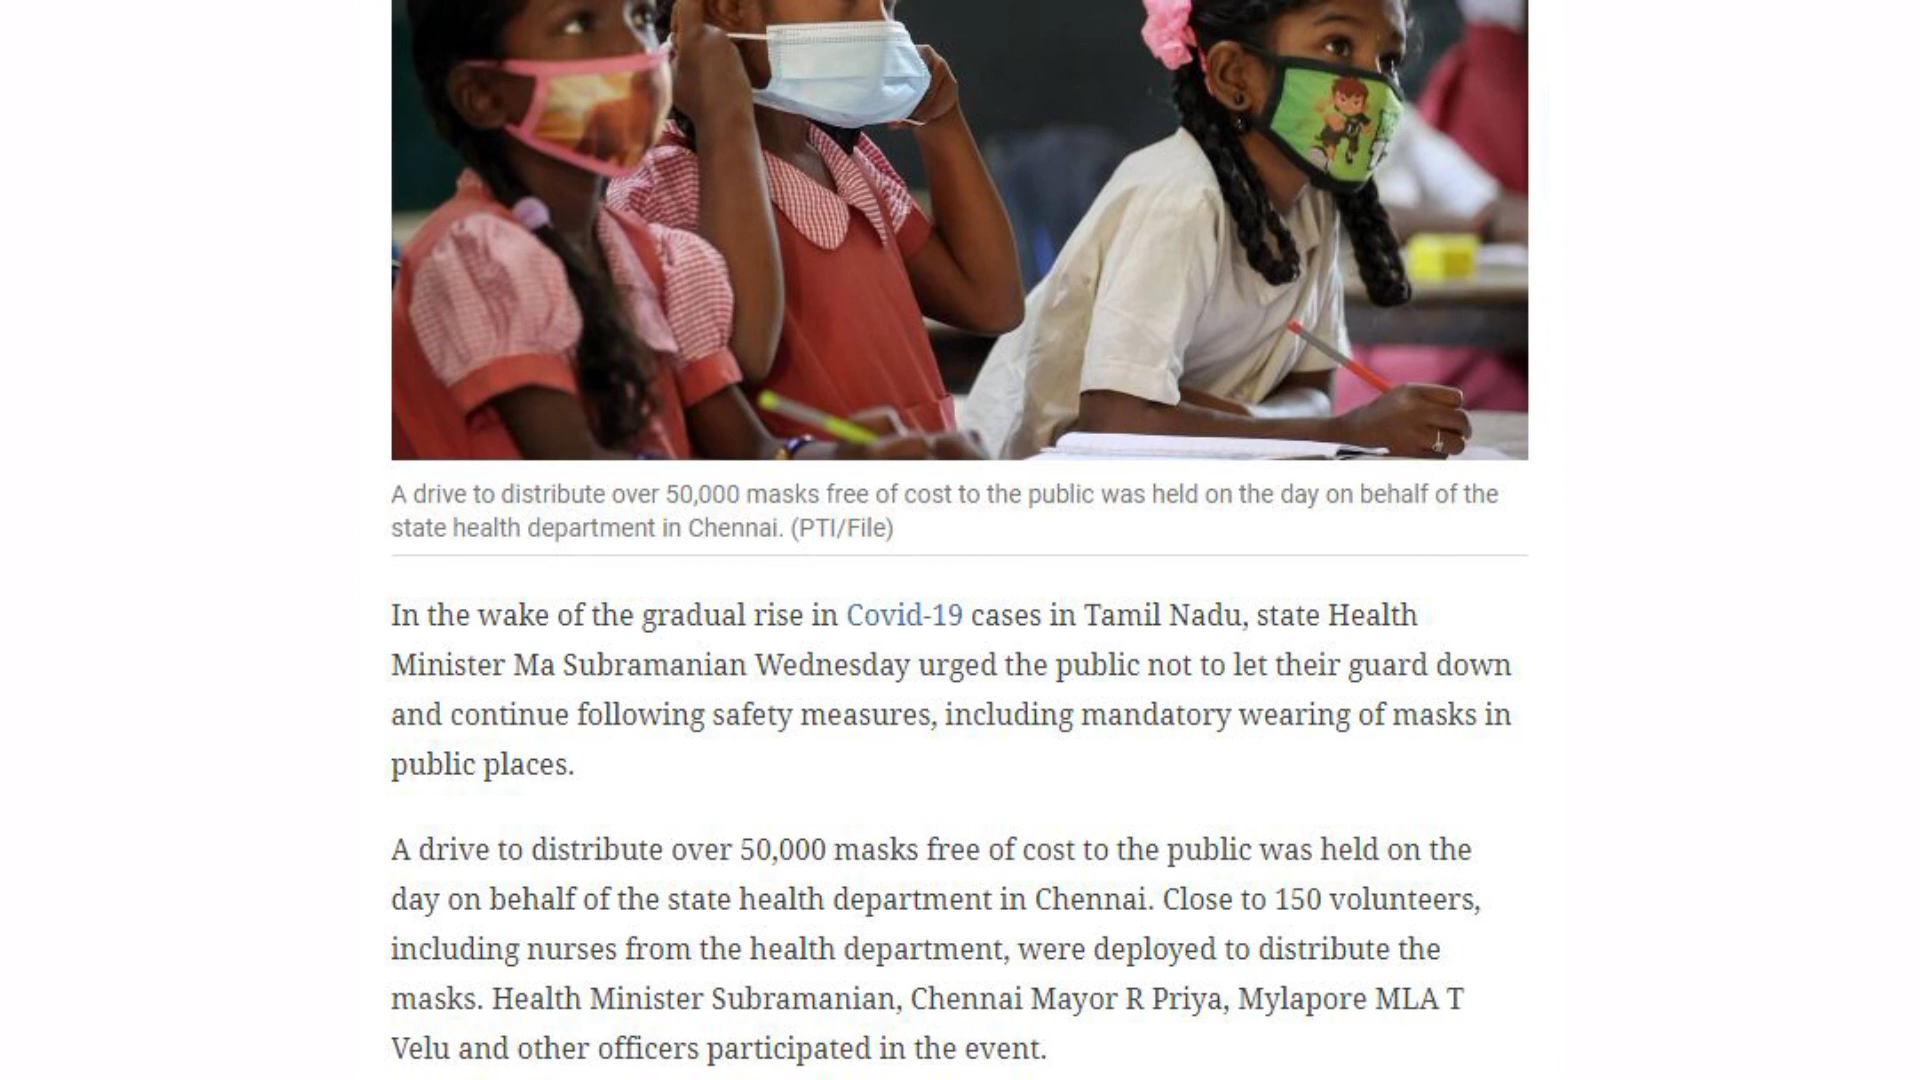 A drive to distribute over 50,000 masks free of cost to the public was held on the day on behalf of the
state health department in Chennai. (PTI/File)
In the wake of the gradual rise in Covid-19 cases in Tamil Nadu, state Health
Minister Ma Subramanian Wednesday urged the public not to let their guard down
and continue following safety measures, including mandatory wearing of masks in
public places.
A drive to distribute over 50,000 masks free of cost to the public was held on the
day on behalf of the state health department in Chennai. Close to 150 volunteers,
including nurses from the health department, were deployed to distribute the
masks. Health Minister Subramanian, Chennai Mayor R Priya, Mylapore MLA T
Velu and other officers participated in the event.